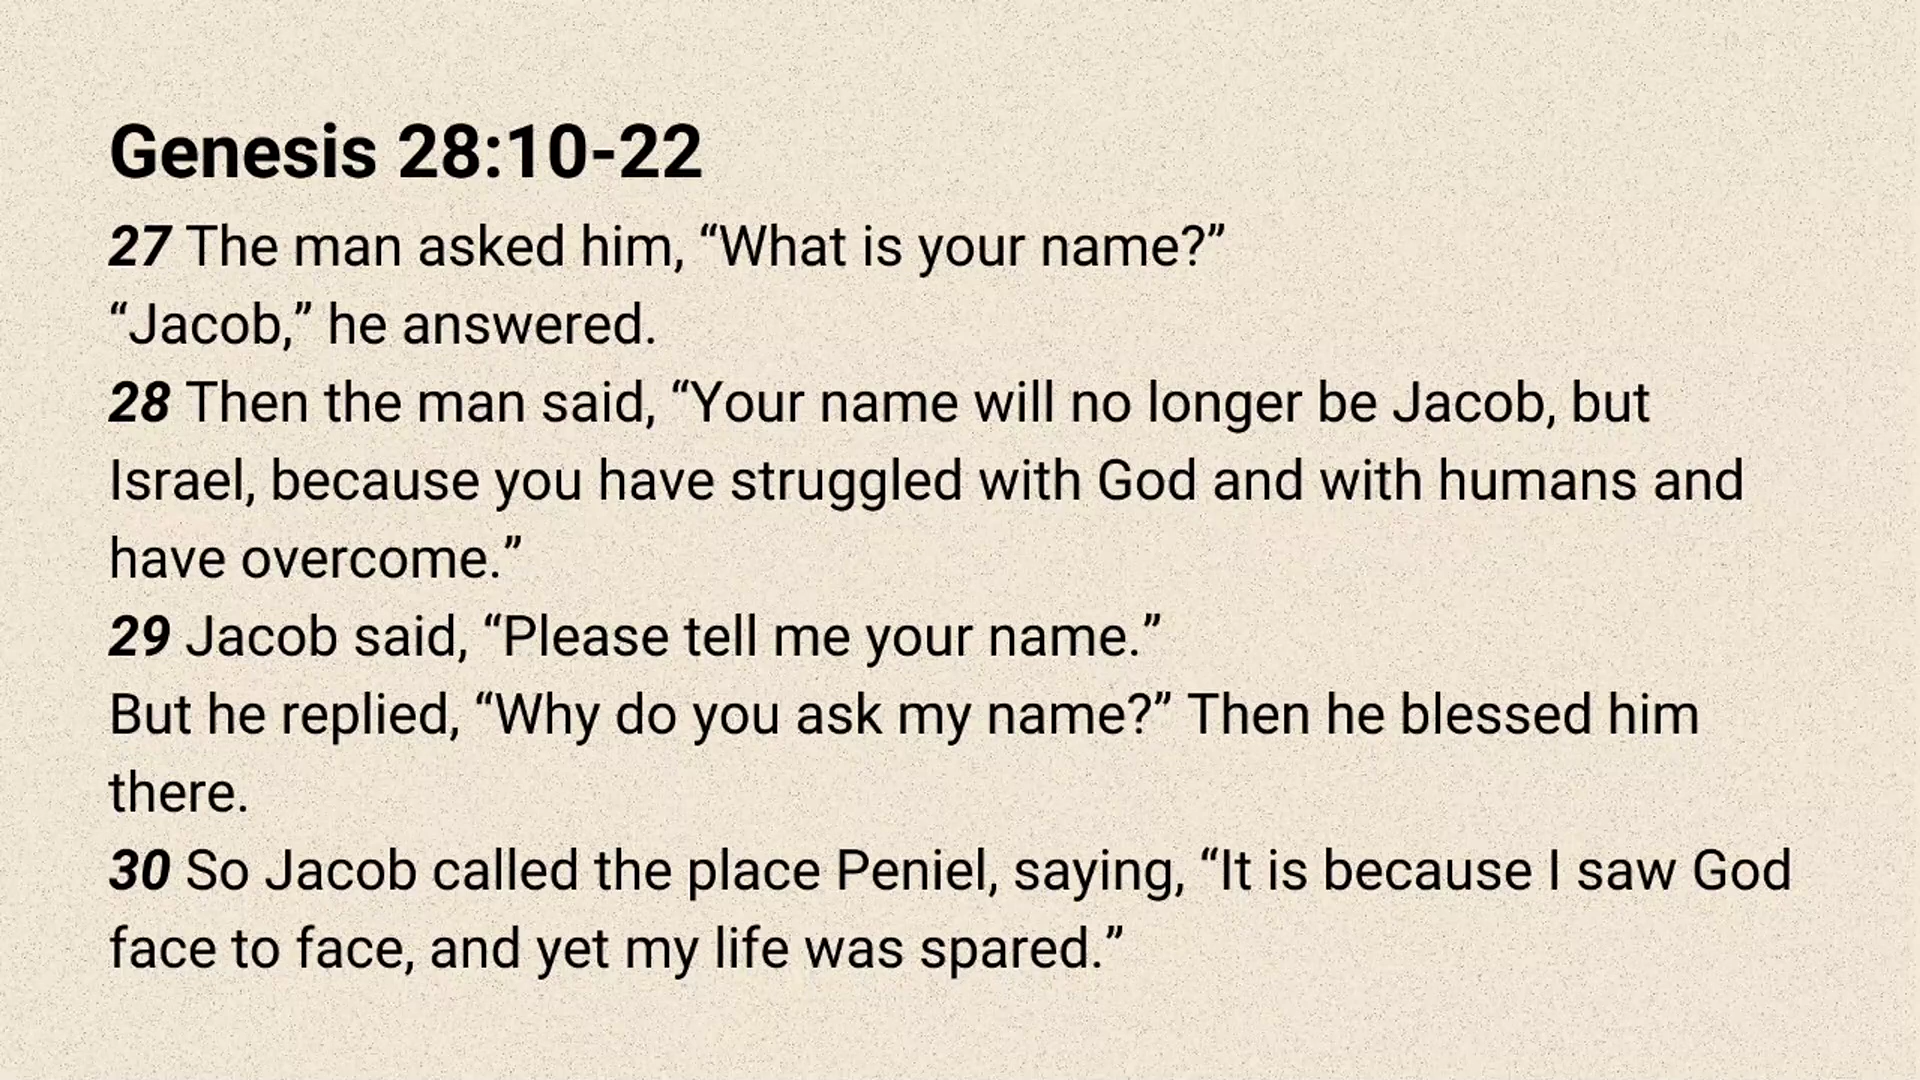 Genesis 28:10-22
27 The man asked him, “What is your name?”
“Jacob,” he answered.
28 Then the man said, “Your name will no longer be Jacob, but
Israel, because you have struggled with God and with humans and
have overcome.”
29 Jacob said, “Please tell me your name.”
But he replied, “Why do you ask my name?” Then he blessed him
there.
30 So Jacob called the place Peniel, saying, “It is because I saw God
face to face, and yet my life was spared.”